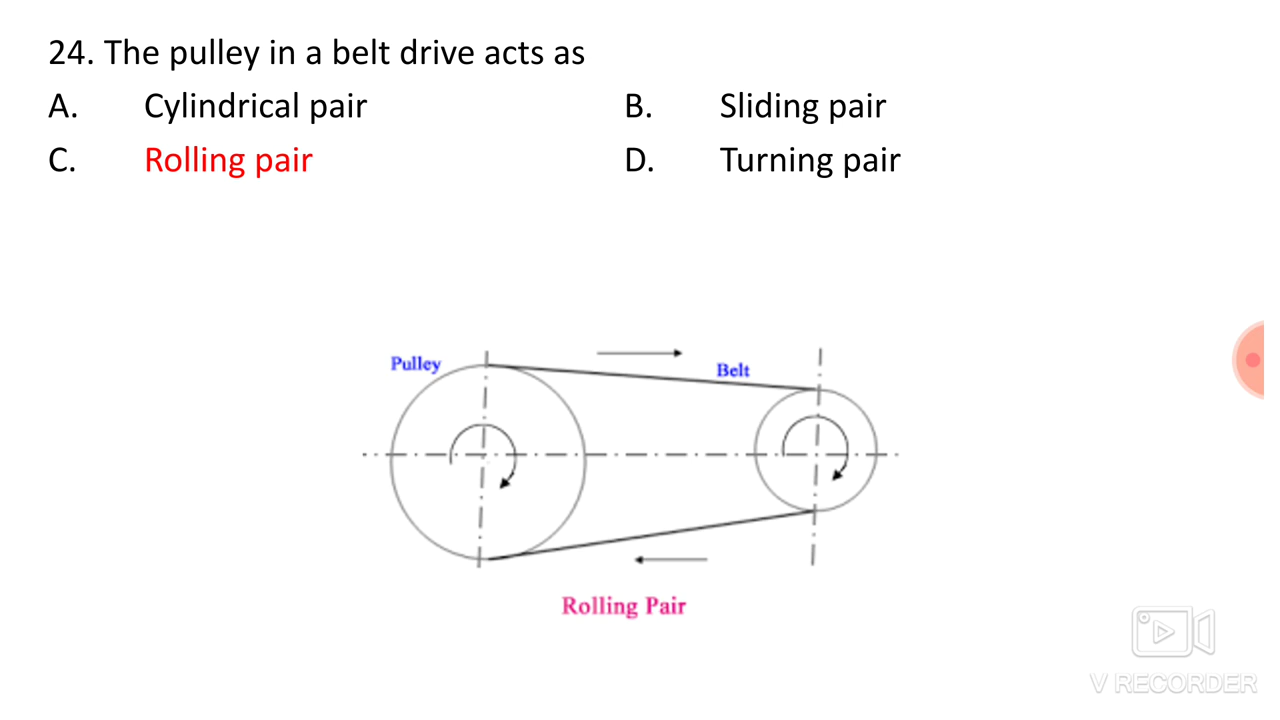 24. The pulley in a belt drive acts as
A. Cylindrical pair B. Sliding pair
C. Rolling pair D. Turning pair
Pulley
Belt
Rolling Pair
V RECORDER